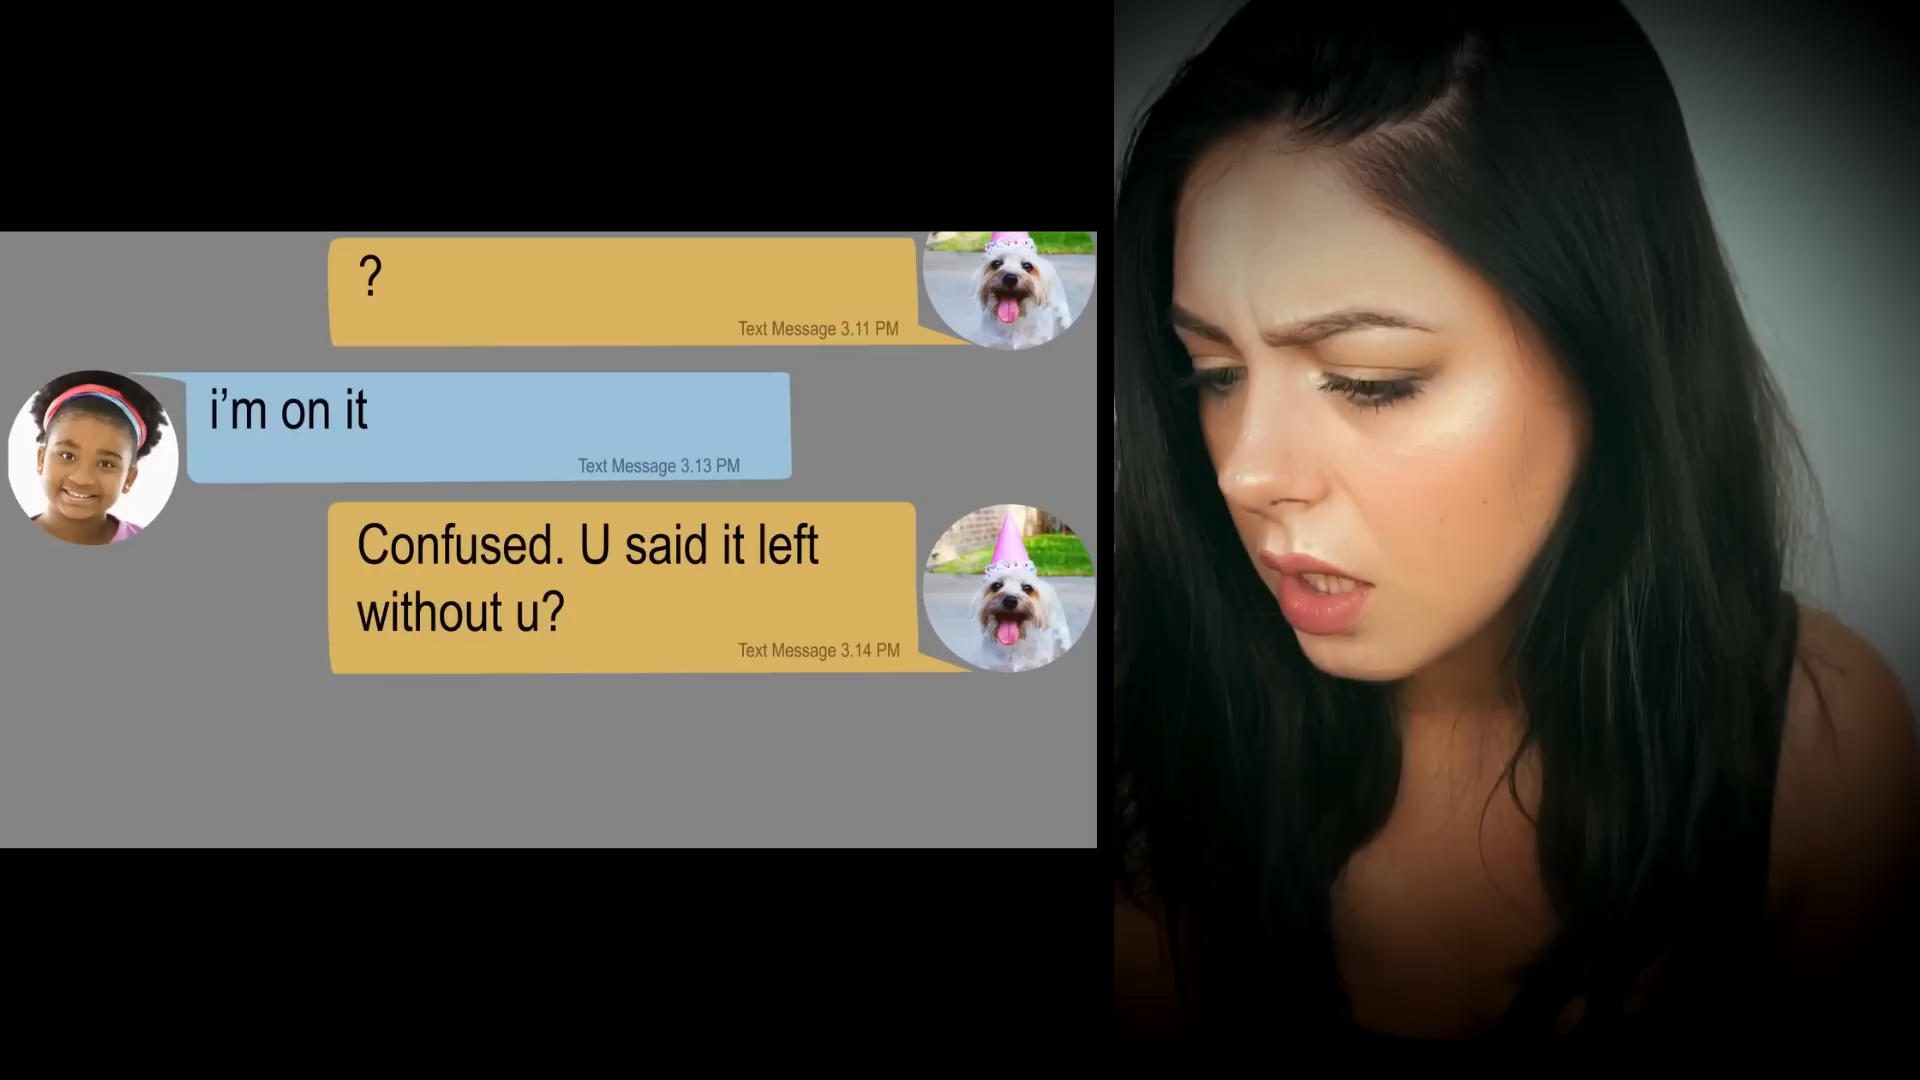 ?
Text Message 3.11 PM
i’m on it
Text Message 3.13 PM
Confused. U said it left
without u?
Text Message 3.14 PM